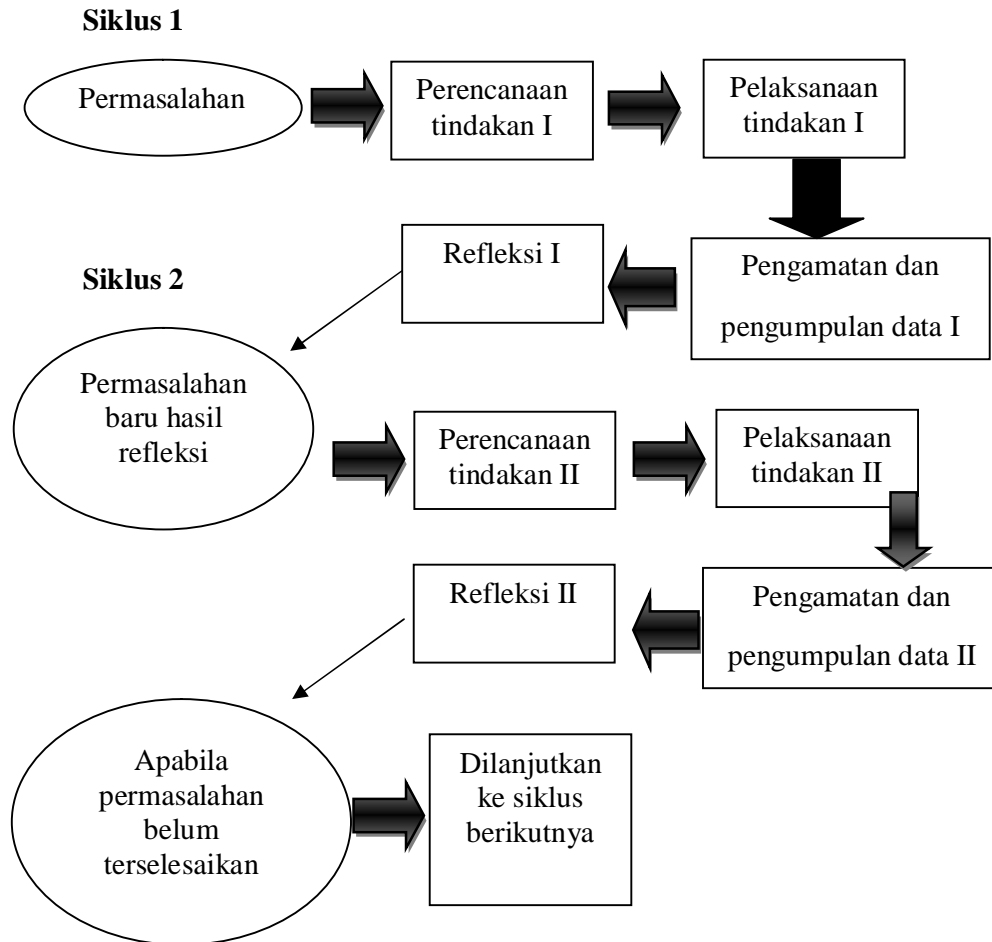 Siklus 1
Permasalahan
Perencanaan
tindakan I
Pelaksanaan
tindakan I
Pengamatan dan
pengumpulan data I
Refleksi I
Siklus 2
Permasalahan
baru hasil
refleksi
Perencanaan
tindakan II
Pelaksanaan
tindakan II
Pengamatan dan
pengumpulan data II
Refleksi II
Apabila
permasalahan
belum
terselesaikan
Dilanjutkan
ke siklus
berikutnya